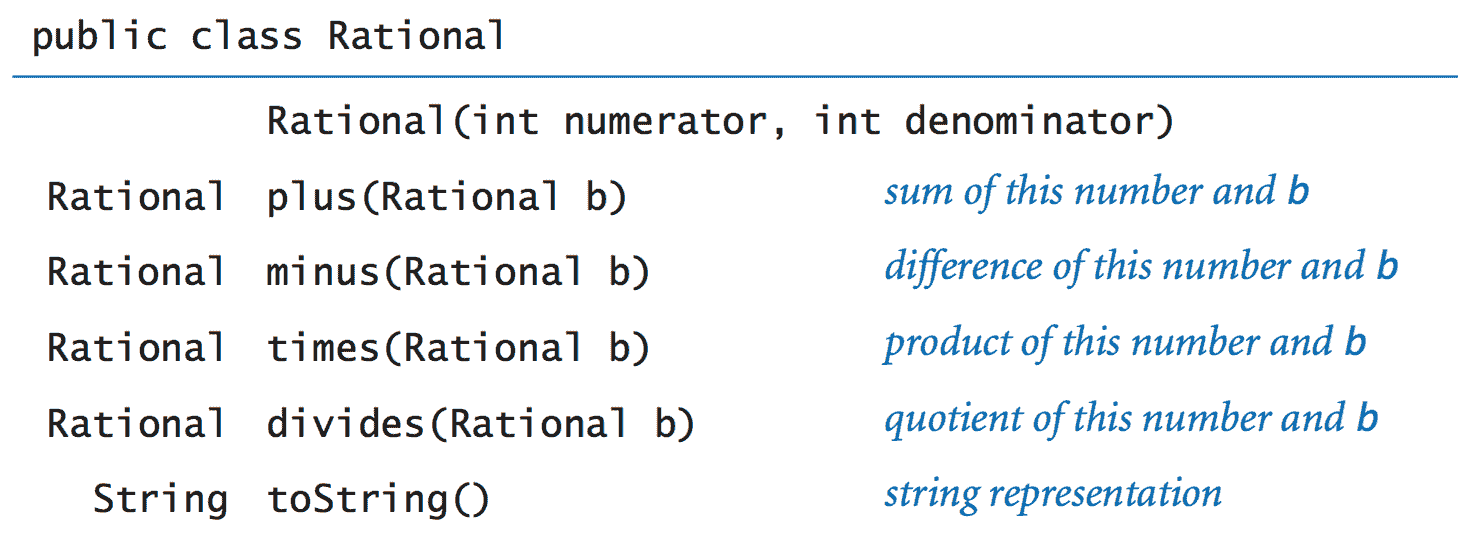 public class Rational
Rational(int numerator, int denominator)
Rational plus(Rational b) sum of this number and b
Rational minus(Rational b) difference of this number and b
Rational times(Rational b) product of this number and b
Rational divides(Rational b) quotient of this number and b
String toString() string representation